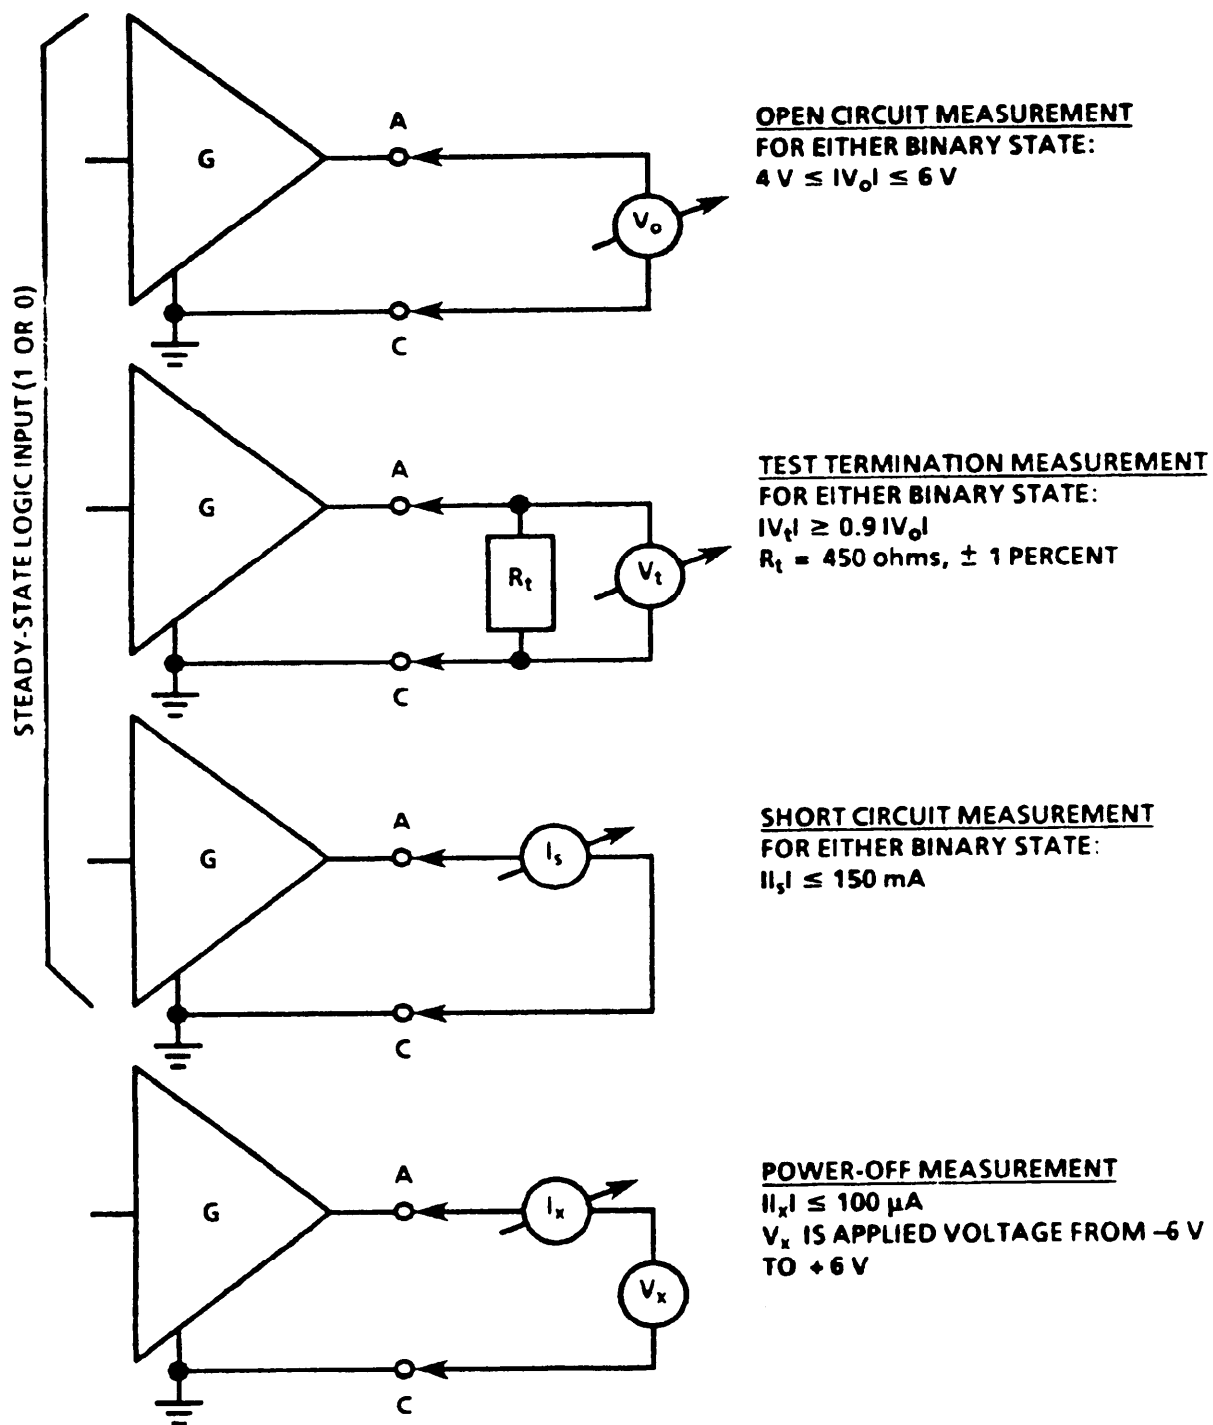 STEADY-STATE LOGIC INPUT (1 OR 0)
G
A
C
Vo
OPEN CIRCUIT MEASUREMENT
FOR EITHER BINARY STATE:
4 V ≤ |Vo| ≤ 6 V
G
A
C
Rt
Vt
TEST TERMINATION MEASUREMENT
FOR EITHER BINARY STATE:
|Vt| ≥ 0.9 |Vo|
Rt = 450 ohms, ± 1 PERCENT
G
A
C
Is
SHORT CIRCUIT MEASUREMENT
FOR EITHER BINARY STATE:
|Is| ≤ 150 mA
G
A
C
Ix
Vx
POWER-OFF MEASUREMENT
|Ix| ≤ 100 µA
Vx IS APPLIED VOLTAGE FROM –6 V
TO +6 V